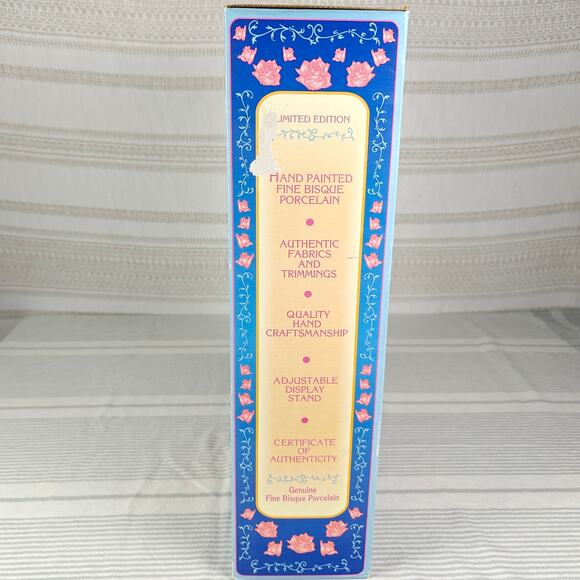 LIMITED EDITION
HAND PAINTED
FINE BISQUE
PORCELAIN
AUTHENTIC
FABRICS
AND
TRIMMINGS
QUALITY
HAND
CRAFTSMANSHIP
ADJUSTABLE
DISPLAY
STAND
CERTIFICATE
OF
AUTHENTICITY
Genuine
Fine Bisque Porcelain